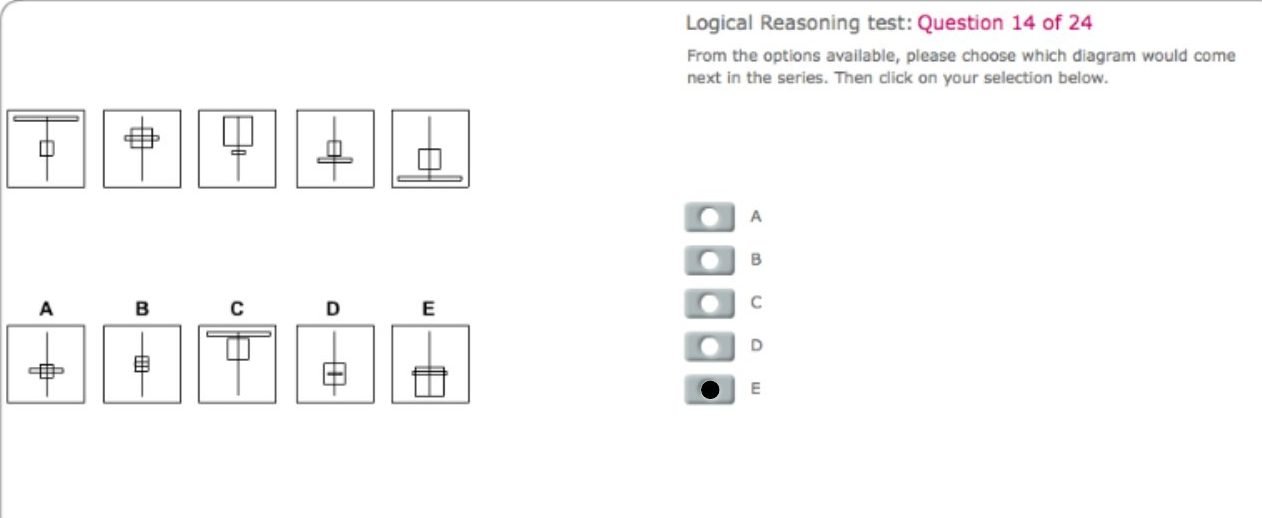 Logical Reasoning test: Question 14 of 24
From the options available, please choose which diagram would come
next in the series. Then click on your selection below.
A
B
C
D
E
A B C D E